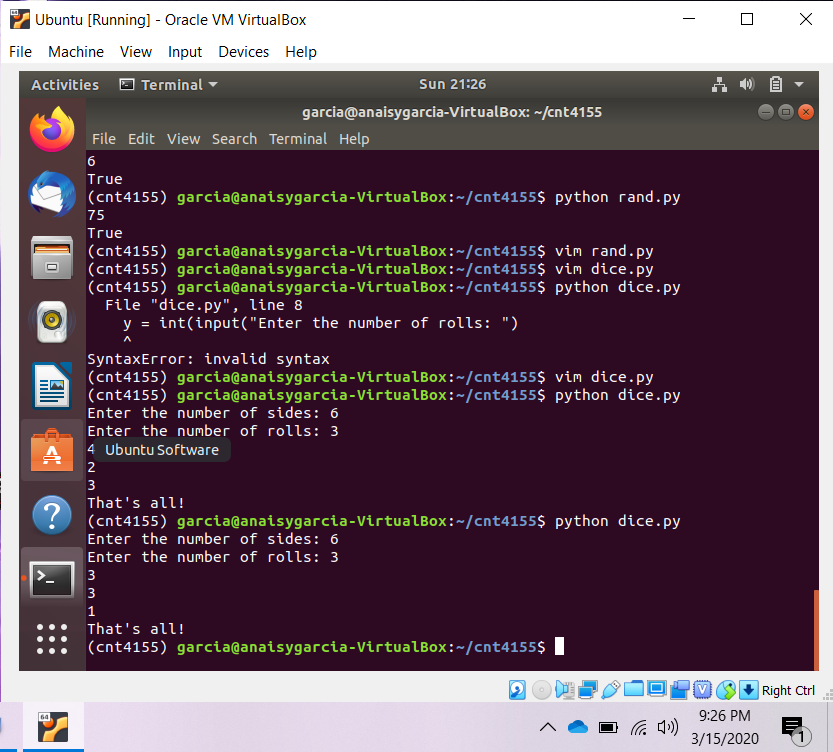 Ubuntu [Running] - Oracle VM VirtualBox
File Machine View Input Devices Help
Activities Terminal Sun 21:26
garcia@anaisygarcia-VirtualBox: ~/cnt4155
File Edit View Search Terminal Help
6
True
(cnt4155) garcia@anaisygarcia-VirtualBox:~/cnt4155$ python rand.py
75
True
(cnt4155) garcia@anaisygarcia-VirtualBox:~/cnt4155$ vim rand.py
(cnt4155) garcia@anaisygarcia-VirtualBox:~/cnt4155$ vim dice.py
(cnt4155) garcia@anaisygarcia-VirtualBox:~/cnt4155$ python dice.py
File "dice.py", line 8
y = int(input("Enter the number of rolls: ")
^
SyntaxError: invalid syntax
(cnt4155) garcia@anaisygarcia-VirtualBox:~/cnt4155$ vim dice.py
(cnt4155) garcia@anaisygarcia-VirtualBox:~/cnt4155$ python dice.py
Enter the number of sides: 6
Enter the number of rolls: 3
4 Ubuntu Software
2
3
That's all!
(cnt4155) garcia@anaisygarcia-VirtualBox:~/cnt4155$ python dice.py
Enter the number of sides: 6
Enter the number of rolls: 3
3
3
1
That's all!
(cnt4155) garcia@anaisygarcia-VirtualBox:~/cnt4155$
Right Ctrl
64
9:26 PM
3/15/2020
1